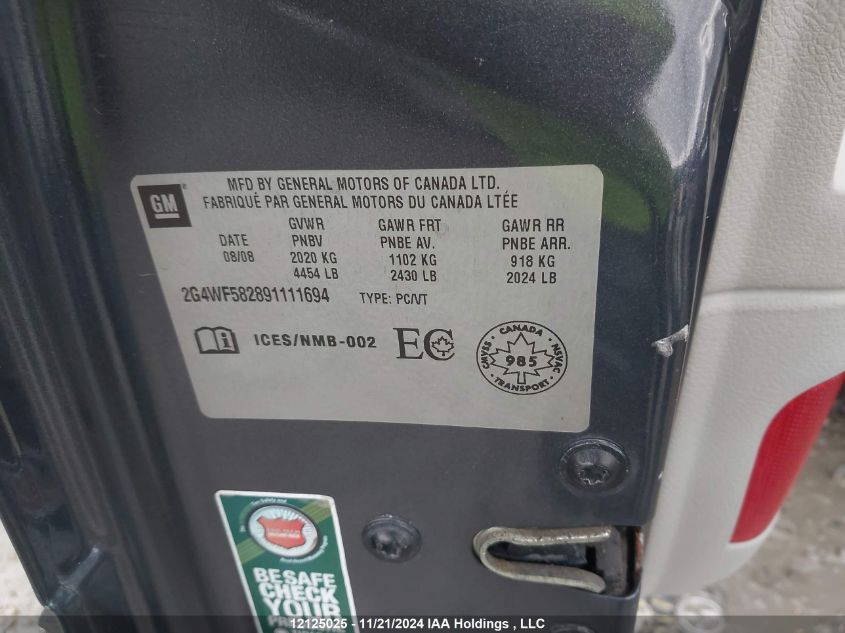 GM
MFD BY GENERAL MOTORS OF CANADA LTD.
FABRIQUÉ PAR GENERAL MOTORS DU CANADA LTÉE
GVWR GAWR FRT GAWR RR
DATE PNBV PNBE AV. PNBE ARR.
08/08 2020 KG 1102 KG 918 KG
4454 LB 2430 LB 2024 LB
2G4WF582891111694 TYPE: PC/VT
ICES/NMB-002 EC
CANADA
CMVSS 985 NSVAC
TRANSPORT
BE SAFE
CHECK
YOUR
12125025 - 11/21/2024 IAA Holdings , LLC